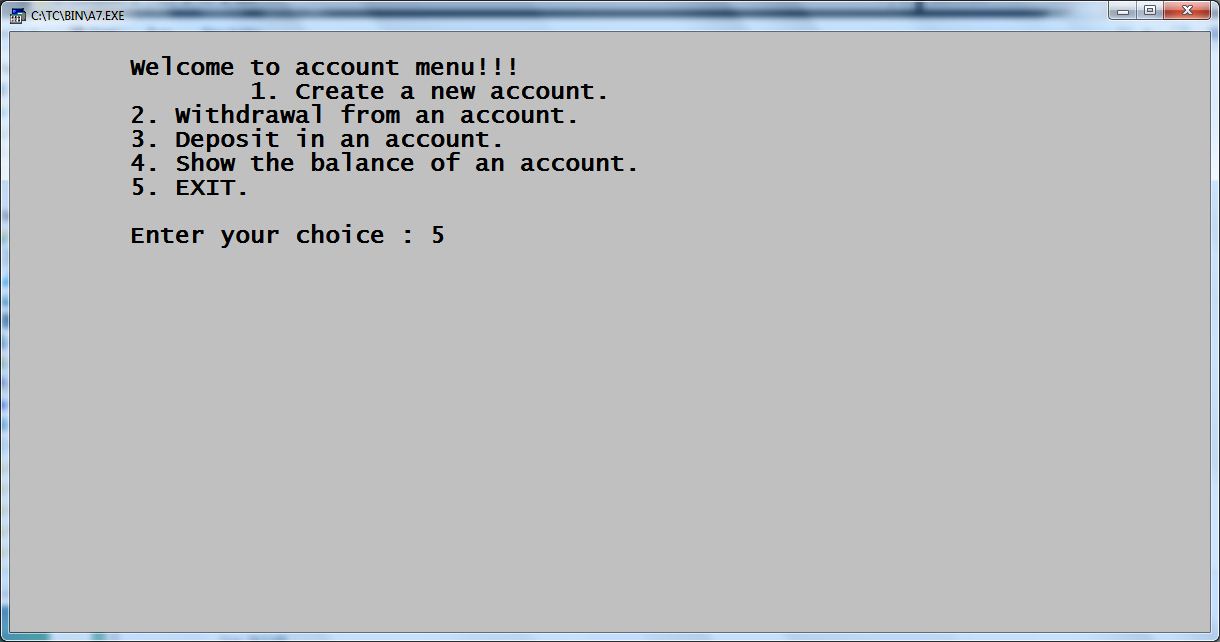 C:\TC\BIN\A7.EXE
Welcome to account menu!!!
1. Create a new account.
2. Withdrawal from an account.
3. Deposit in an account.
4. Show the balance of an account.
5. EXIT.
Enter your choice : 5